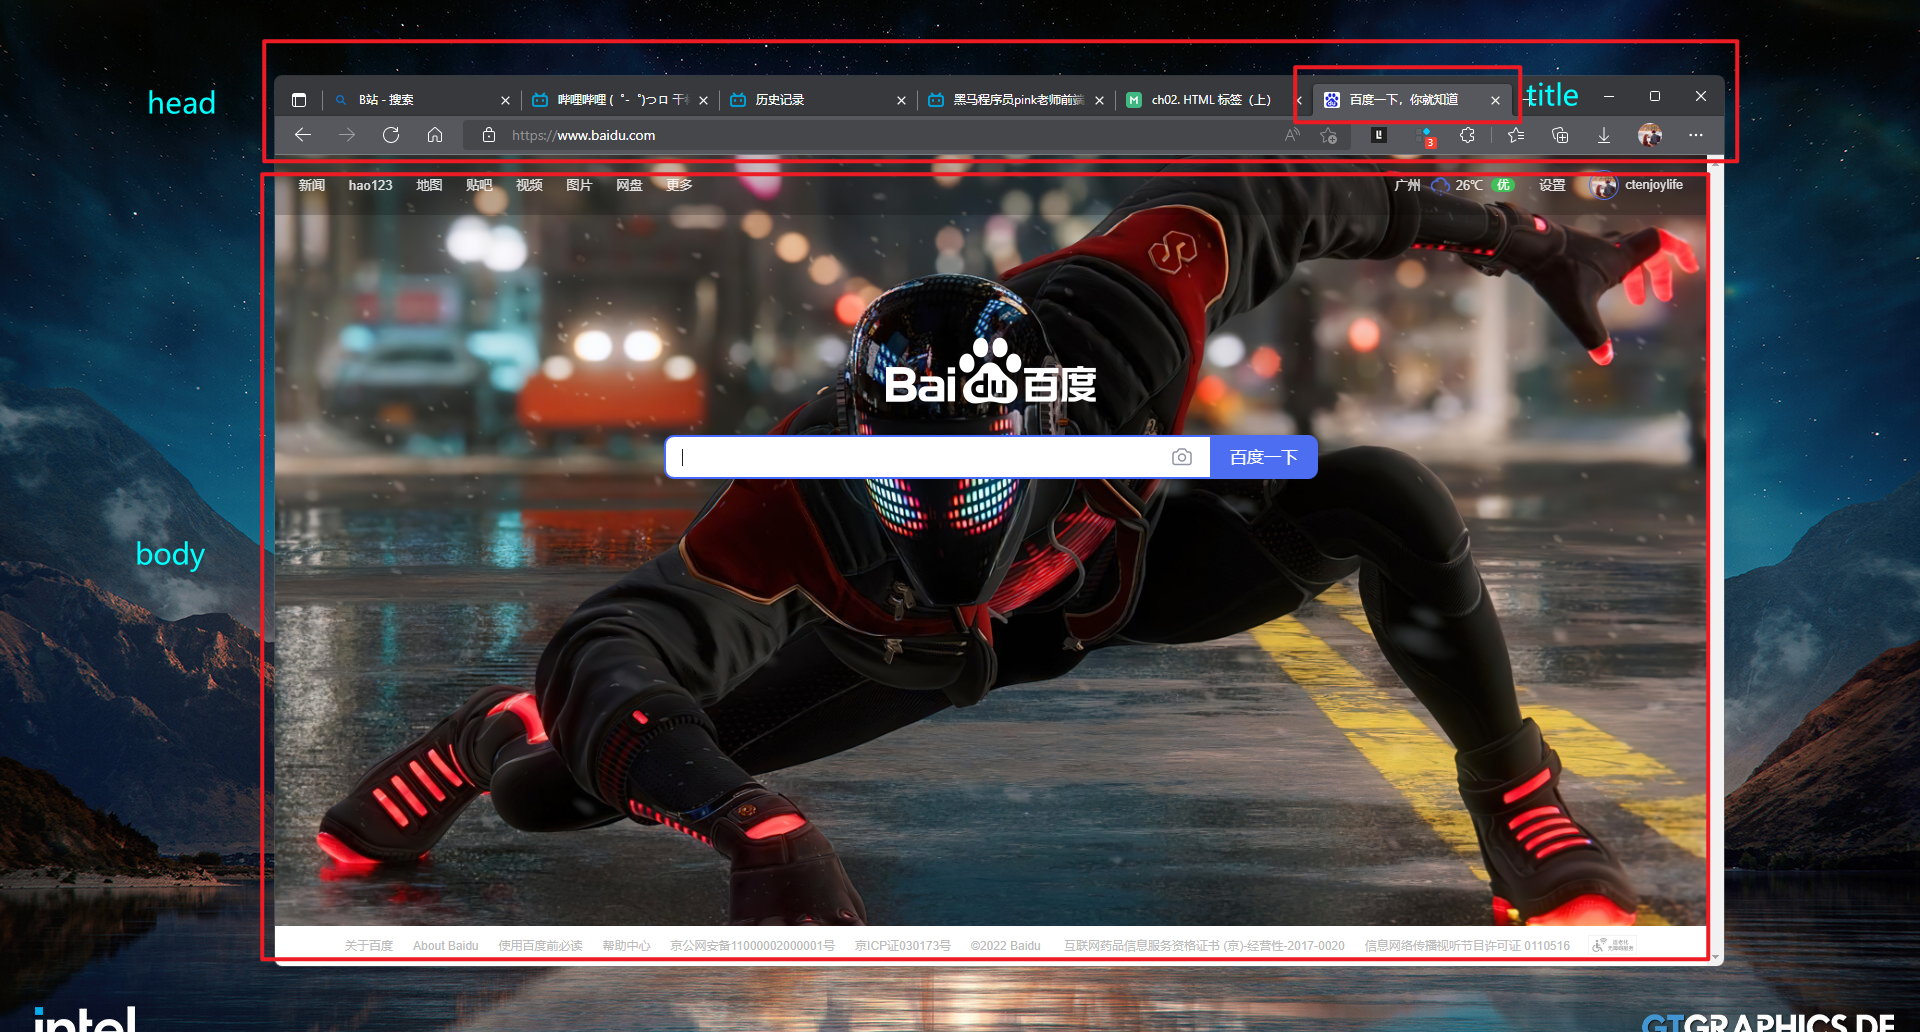 head
B站 - 搜索
哔哩哔哩 ( ゜- ゜)つロ 干
历史记录
黑马程序员pink老师前端
ch02. HTML 标签（上）
百度一下，你就知道
title
https://www.baidu.com
3
新闻 hao123 地图 贴吧 视频 图片 网盘 更多
广州 26℃ 优 设置 ctenjoylife
Bai du 百度
百度一下
body
关于百度 About Baidu 使用百度前必读 帮助中心 京公网安备11000002000001号 京ICP证030173号 ©2022 Baidu 互联网药品信息服务资格证书 (京)-经营性-2017-0020 信息网络传播视听节目许可证 0110516
intel
GTGRAPHICS.DE